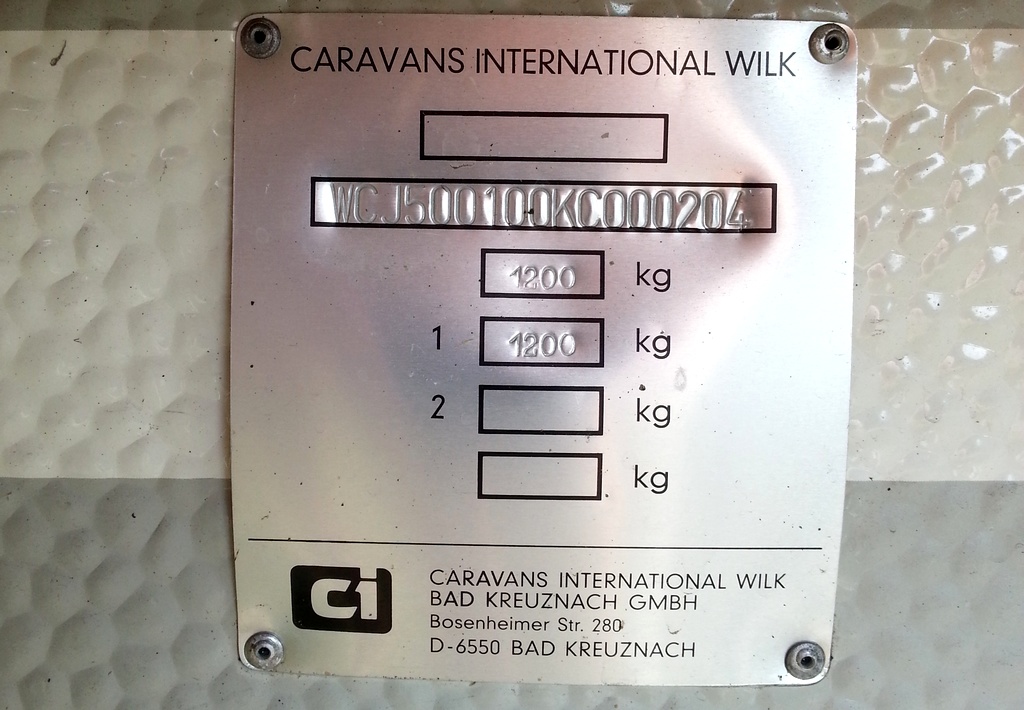 CARAVANS INTERNATIONAL WILK
WCJ500100KC000204
1200 kg
1 1200 kg
2 kg
kg
Ci
CARAVANS INTERNATIONAL WILK
BAD KREUZNACH GMBH
Bosenheimer Str. 280
D-6550 BAD KREUZNACH